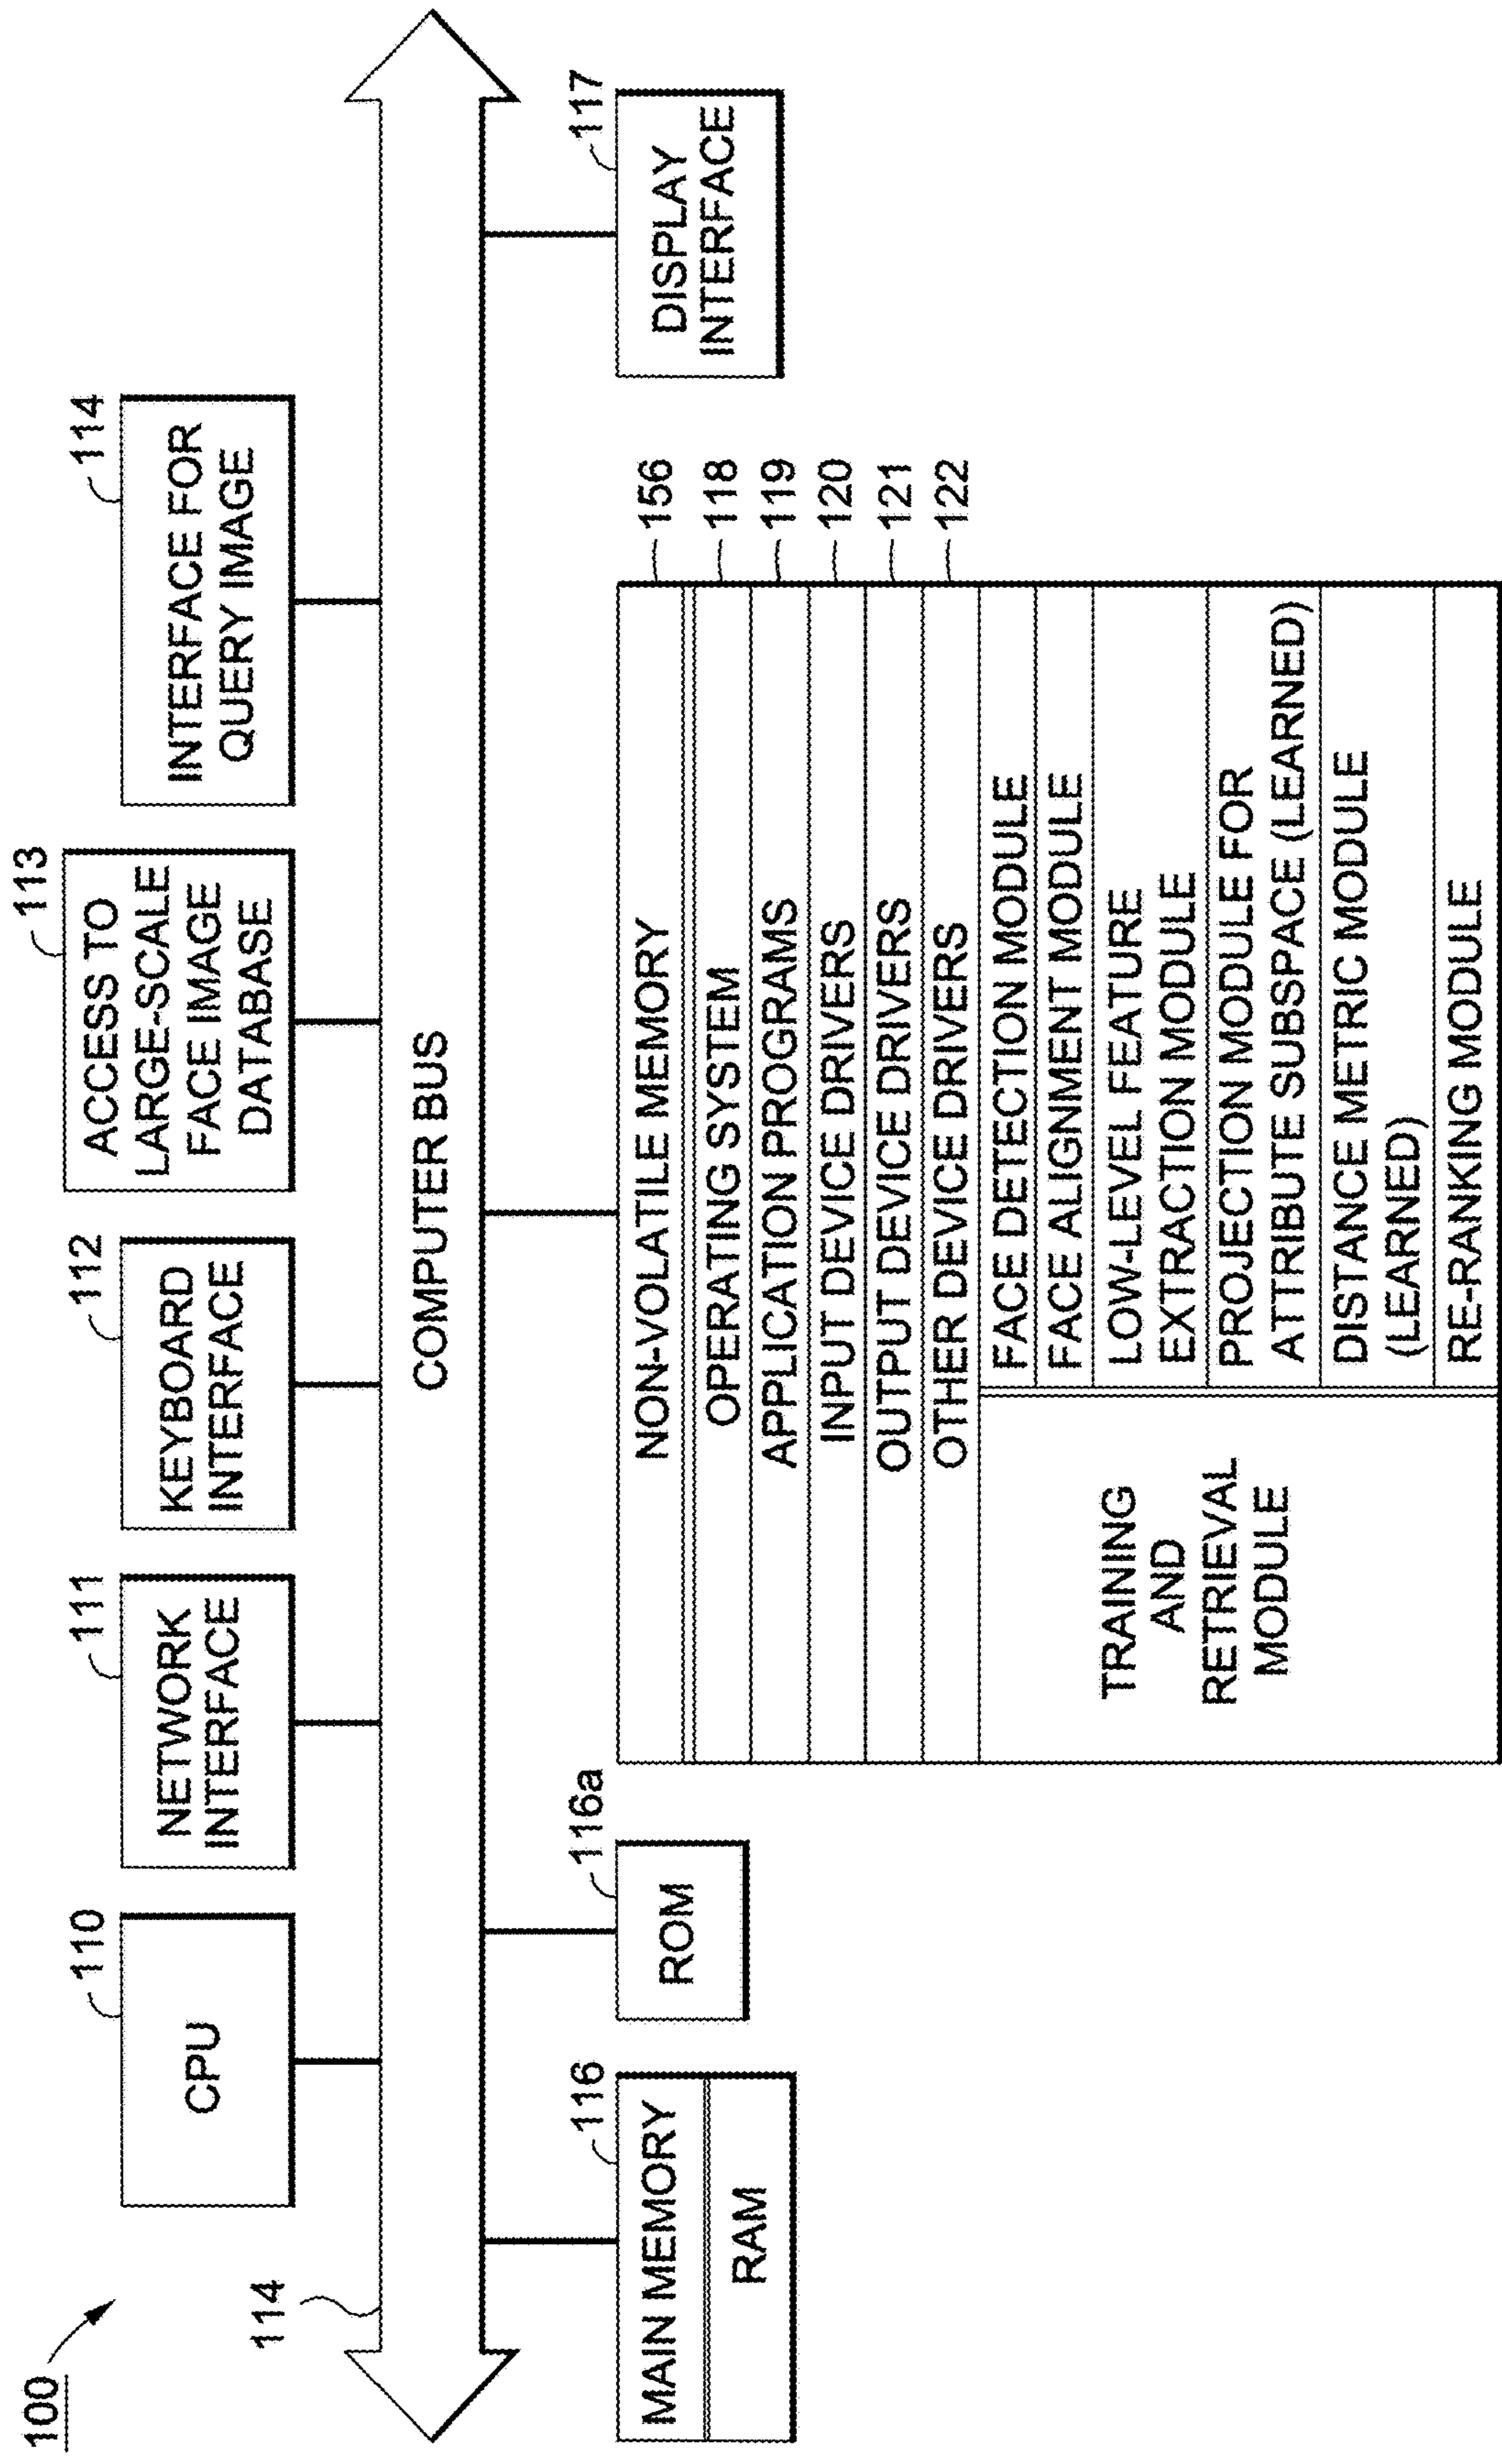 100
114
110
CPU
111
NETWORK
INTERFACE
112
KEYBOARD
INTERFACE
113
ACCESS TO
LARGE-SCALE
FACE IMAGE
DATABASE
114
INTERFACE FOR
QUERY IMAGE
COMPUTER BUS
116
MAIN MEMORY
RAM
116a
ROM
NON-VOLATILE MEMORY
156
OPERATING SYSTEM
118
APPLICATION PROGRAMS
119
INPUT DEVICE DRIVERS
120
OUTPUT DEVICE DRIVERS
121
OTHER DEVICE DRIVERS
122
TRAINING
AND
RETRIEVAL
MODULE
FACE DETECTION MODULE
FACE ALIGNMENT MODULE
LOW-LEVEL FEATURE
EXTRACTION MODULE
PROJECTION MODULE FOR
ATTRIBUTE SUBSPACE (LEARNED)
DISTANCE METRIC MODULE
(LEARNED)
RE-RANKING MODULE
117
DISPLAY
INTERFACE